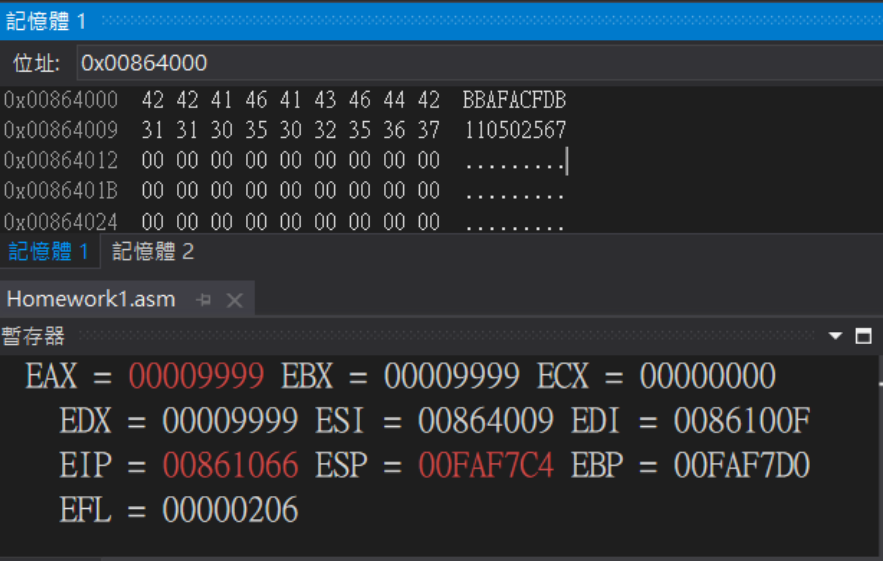 記憶體 1
位址: 0x00864000
0x00864000 42 42 41 46 41 43 46 44 42 BBAFACFDB
0x00864009 31 31 30 35 30 32 35 36 37 110502567
0x00864012 00 00 00 00 00 00 00 00 00 .........
0x0086401B 00 00 00 00 00 00 00 00 00 .........
0x00864024 00 00 00 00 00 00 00 00 00 .........
記憶體 1 記憶體 2
Homework1.asm
暫存器
EAX = 00009999 EBX = 00009999 ECX = 00000000
EDX = 00009999 ESI = 00864009 EDI = 0086100F
EIP = 00861066 ESP = 00FAF7C4 EBP = 00FAF7D0
EFL = 00000206